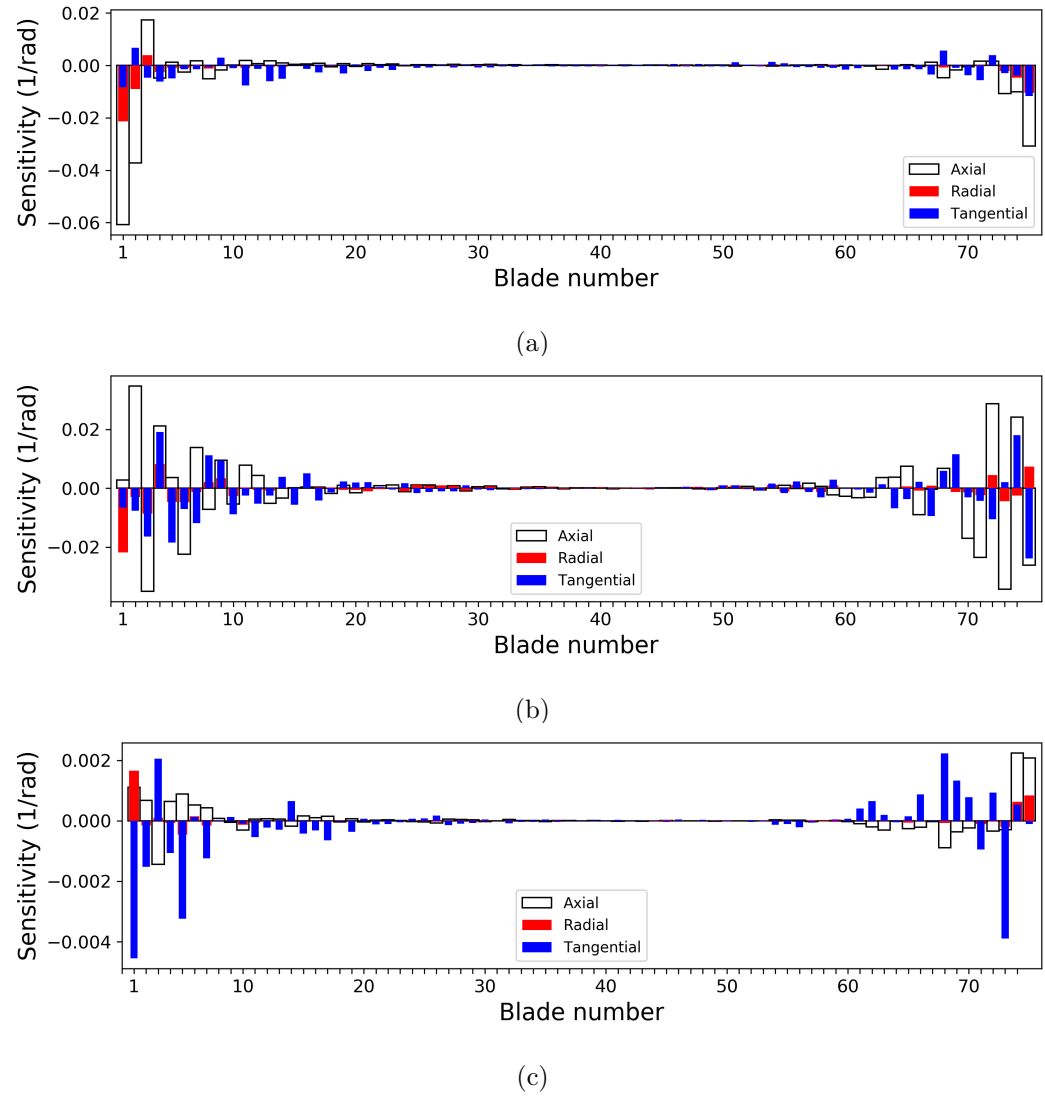 Sensitivity (1/rad)
0.02
0.00
−0.02
−0.04
−0.06
Axial
Radial
Tangential
1 10 20 30 40 50 60 70
Blade number
(a)
Sensitivity (1/rad)
0.02
0.00
−0.02
Axial
Radial
Tangential
1 10 20 30 40 50 60 70
Blade number
(b)
Sensitivity (1/rad)
0.002
0.000
−0.002
−0.004
Axial
Radial
Tangential
1 10 20 30 40 50 60 70
Blade number
(c)